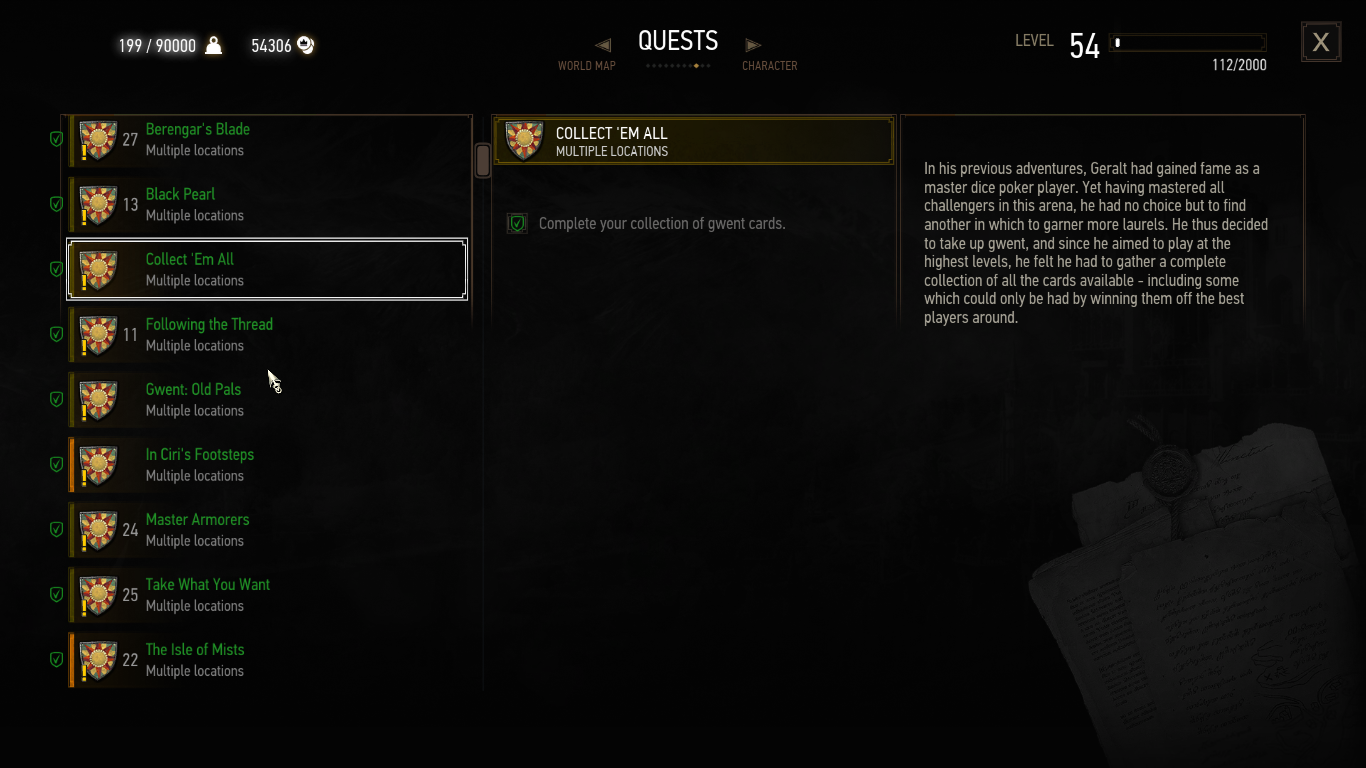 199 / 90000
54306
QUESTS
WORLD MAP
CHARACTER
LEVEL 54
112/2000
X
27 Berengar's Blade
Multiple locations
13 Black Pearl
Multiple locations
Collect 'Em All
Multiple locations
11 Following the Thread
Multiple locations
Gwent: Old Pals
Multiple locations
In Ciri's Footsteps
Multiple locations
24 Master Armorers
Multiple locations
25 Take What You Want
Multiple locations
22 The Isle of Mists
Multiple locations
COLLECT 'EM ALL
MULTIPLE LOCATIONS
Complete your collection of gwent cards.
In his previous adventures, Geralt had gained fame as a
master dice poker player. Yet having mastered all
challengers in this arena, he had no choice but to find
another in which to garner more laurels. He thus decided
to take up gwent, and since he aimed to play at the
highest levels, he felt he had to gather a complete
collection of all the cards available - including some
which could only be had by winning them off the best
players around.